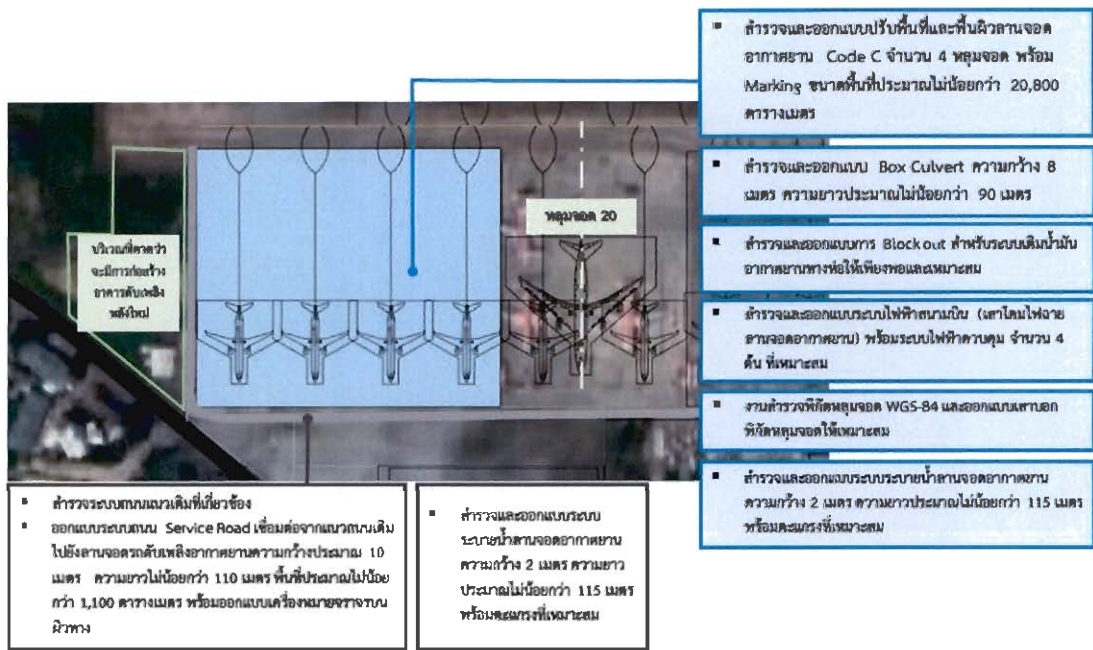 ▪ สำรวจและออกแบบปรับพื้นที่และพื้นผิวลานจอด
อากาศยาน Code C จำนวน 4 หลุมจอด พร้อม
Marking ขนาดพื้นที่ประมาณไม่น้อยกว่า 20,800
ตารางเมตร
▪ สำรวจและออกแบบ Box Culvert ความกว้าง 8
เมตร ความยาวประมาณไม่น้อยกว่า 90 เมตร
▪ สำรวจและออกแบบการ Block out สำหรับระบบเติมน้ำมัน
อากาศยานทางท่อให้เพียงพอและเหมาะสม
▪ สำรวจและออกแบบระบบไฟฟ้าสนามบิน (เสาโคมไฟฉาย
ลานจอดอากาศยาน) พร้อมระบบไฟฟ้าควบคุม จำนวน 4
ต้น ที่เหมาะสม
▪ งานสำรวจพิกัดหลุมจอด WGS-84 และออกแบบเสาบอก
พิกัดหลุมจอดให้เหมาะสม
▪ สำรวจและออกแบบระบบระบายน้ำลานจอดอากาศยาน
ความกว้าง 2 เมตร ความยาวประมาณไม่น้อยกว่า 115 เมตร
พร้อมตะแกรงที่เหมาะสม
หลุมจอด 20
บริเวณที่คาดว่า
จะมีการก่อสร้าง
อาคารดับเพลิง
หลังใหม่
▪ สำรวจระบบถนนแนวเดิมที่เกี่ยวข้อง
▪ ออกแบบระบบถนน Service Road เชื่อมต่อจากแนวถนนเดิม
ไปยังลานจอดรถดับเพลิงอากาศยานความกว้างประมาณ 10
เมตร ความยาวไม่น้อยกว่า 110 เมตร พื้นที่ประมาณไม่น้อย
กว่า 1,100 ตารางเมตร พร้อมออกแบบเครื่องหมายจราจรบน
ผิวทาง
▪ สำรวจและออกแบบระบบ
ระบายน้ำลานจอดอากาศยาน
ความกว้าง 2 เมตร ความยาว
ประมาณไม่น้อยกว่า 115 เมตร
พร้อมตะแกรงที่เหมาะสม